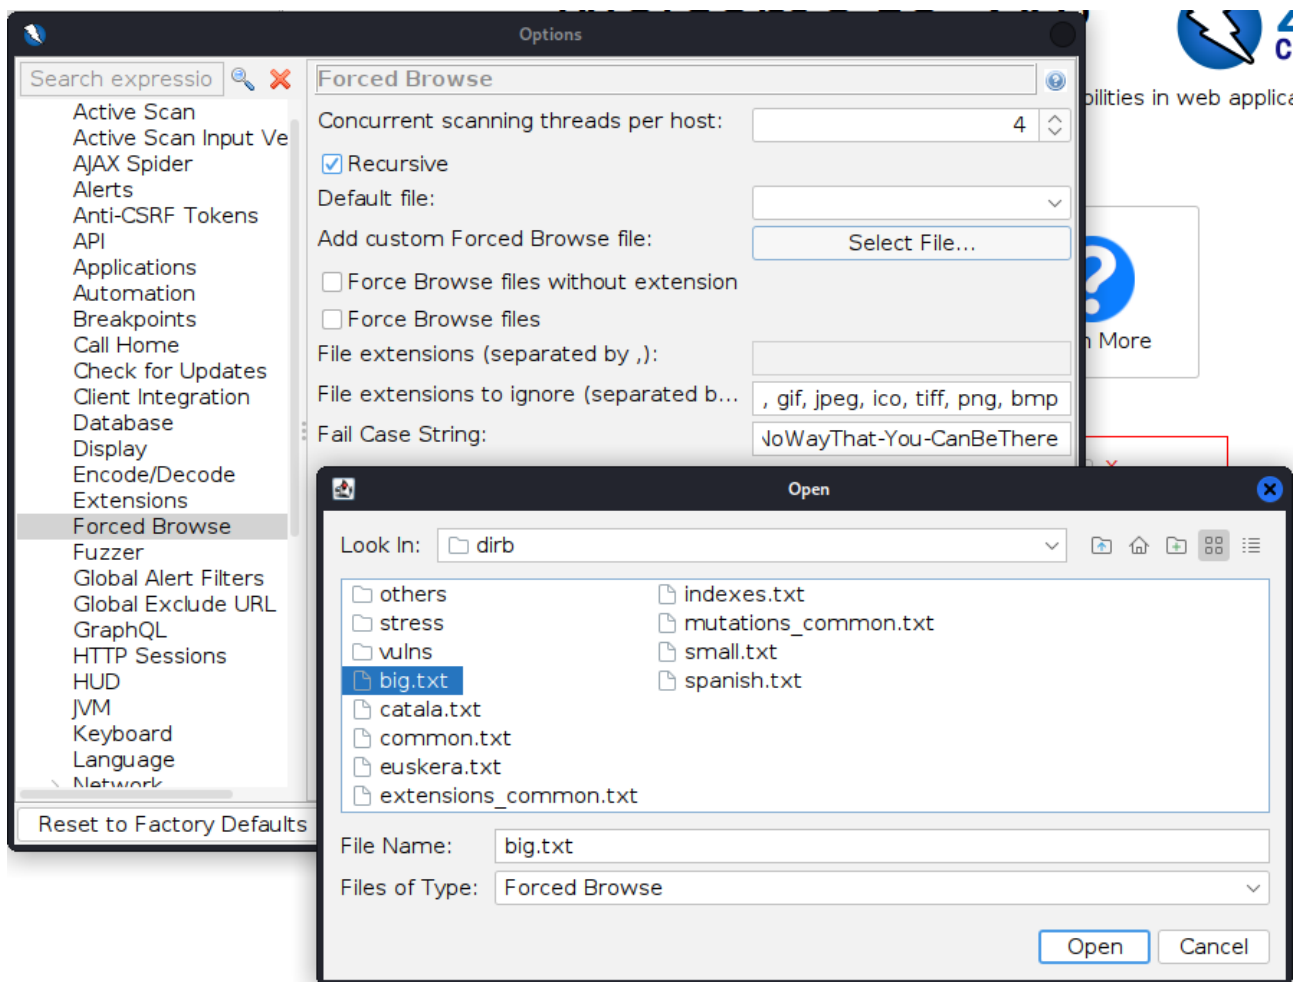 Options
Search expressio
Active Scan
Active Scan Input Ve
AJAX Spider
Alerts
Anti-CSRF Tokens
API
Applications
Automation
Breakpoints
Call Home
Check for Updates
Client Integration
Database
Display
Encode/Decode
Extensions
Forced Browse
Fuzzer
Global Alert Filters
Global Exclude URL
GraphQL
HTTP Sessions
HUD
JVM
Keyboard
Language
Network
Reset to Factory Defaults
Forced Browse
Concurrent scanning threads per host: 4
Recursive
Default file:
Add custom Forced Browse file: Select File...
Force Browse files without extension
Force Browse files
File extensions (separated by ,):
File extensions to ignore (separated b... , gif, jpeg, ico, tiff, png, bmp
Fail Case String: NoWayThat-You-CanBeThere
bilities in web applica
n More
Open
Look In: dirb
others
stress
vulns
big.txt
catala.txt
common.txt
euskera.txt
extensions_common.txt
indexes.txt
mutations_common.txt
small.txt
spanish.txt
File Name: big.txt
Files of Type: Forced Browse
Open Cancel